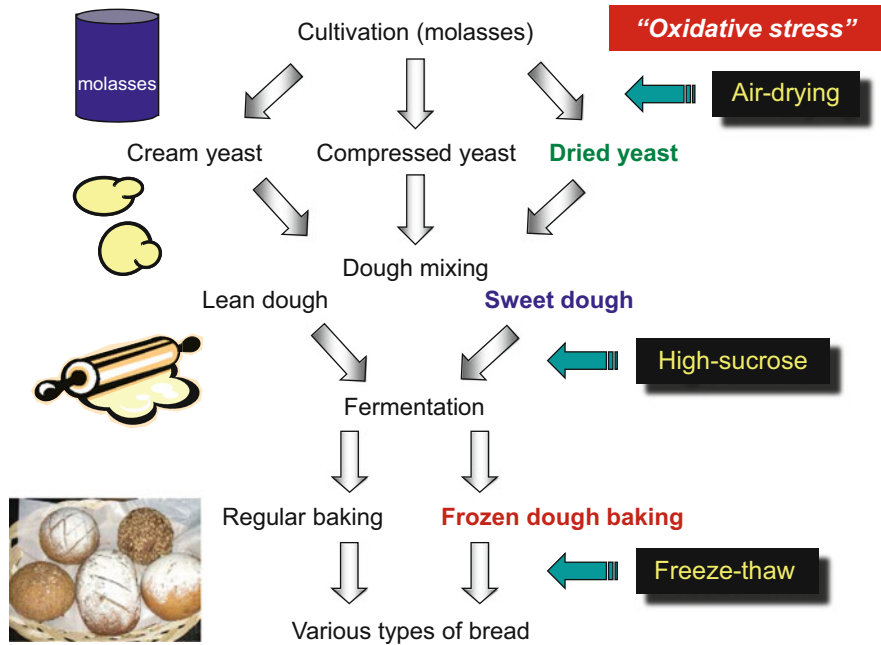 Cultivation (molasses)
“Oxidative stress”
molasses
Air-drying
Cream yeast
Compressed yeast
Dried yeast
Dough mixing
Lean dough
Sweet dough
High-sucrose
Fermentation
Regular baking
Frozen dough baking
Freeze-thaw
Various types of bread